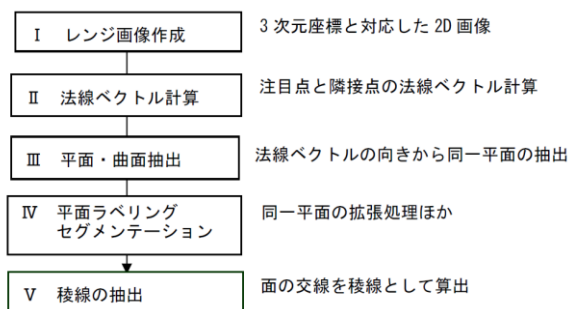 Ⅰ レンジ画像作成
3 次元座標と対応した 2D 画像
Ⅱ 法線ベクトル計算
注目点と隣接点の法線ベクトル計算
Ⅲ 平面・曲面抽出
法線ベクトルの向きから同一平面の抽出
Ⅳ 平面ラベリング
セグメンテーション
同一平面の拡張処理ほか
Ⅴ 稜線の抽出
面の交線を稜線として算出